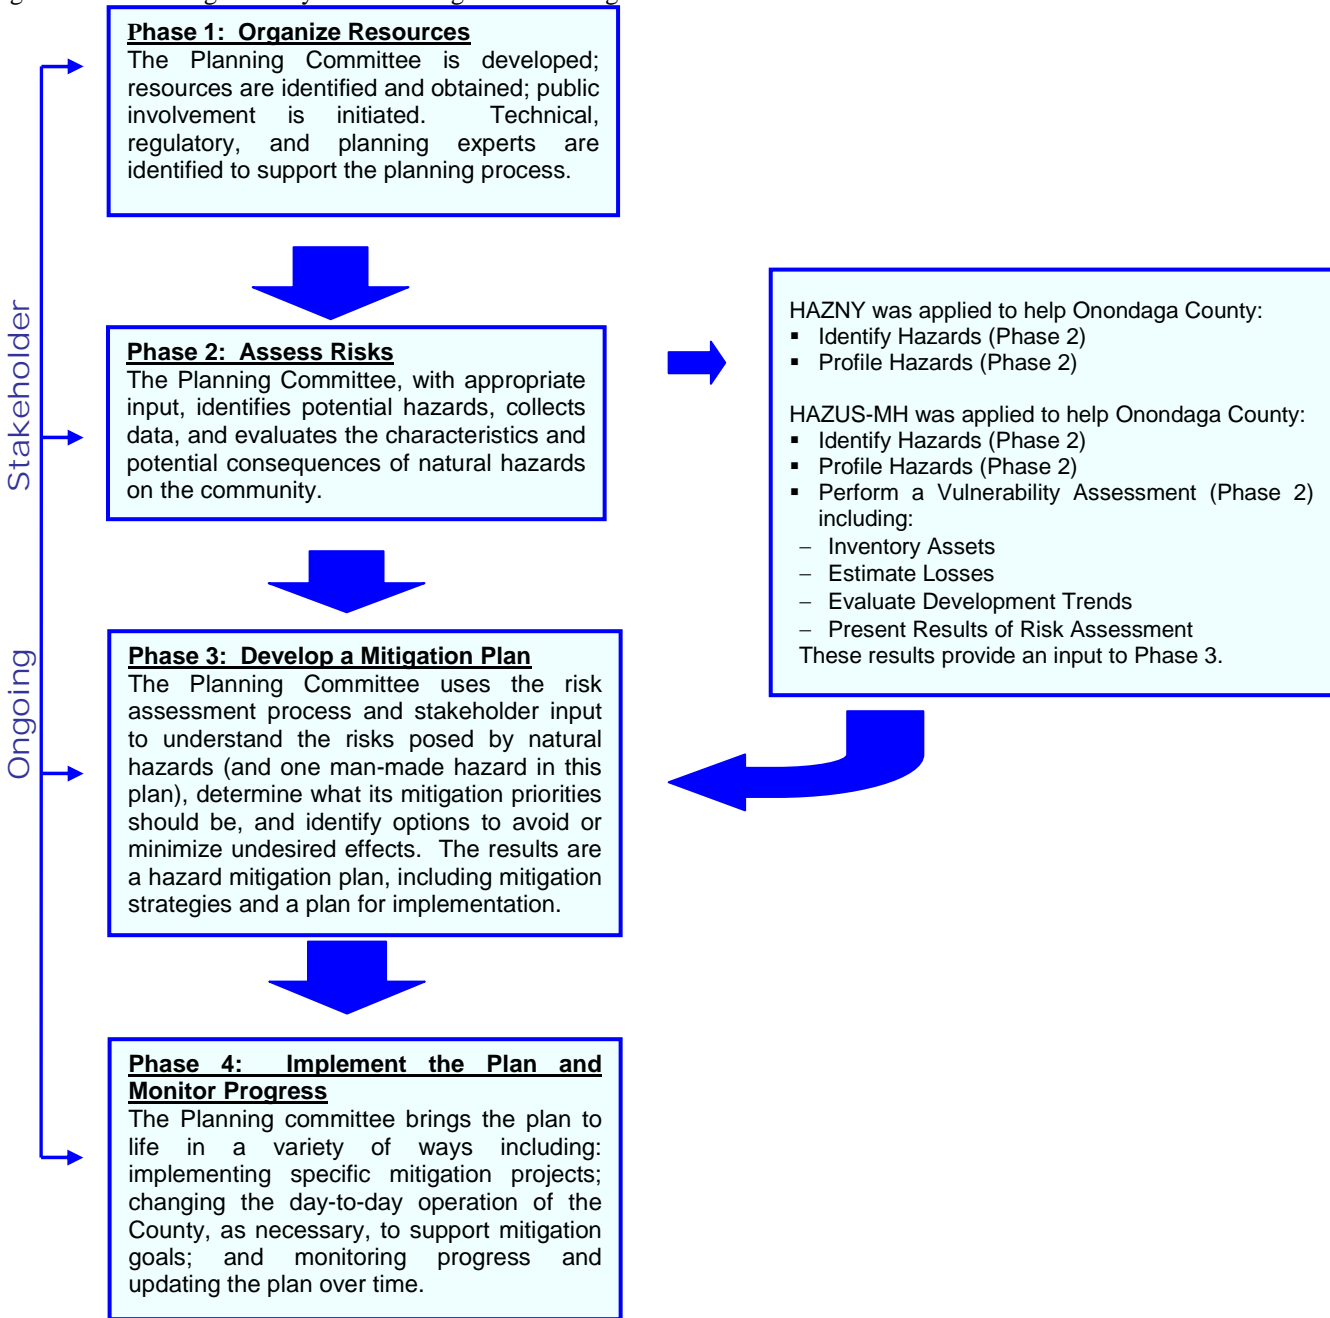 Phase 1: Organize Resources
The Planning Committee is developed;
resources are identified and obtained; public
involvement is initiated. Technical,
regulatory, and planning experts are
identified to support the planning process.
Stakeholder
Ongoing
Phase 2: Assess Risks
The Planning Committee, with appropriate
input, identifies potential hazards, collects
data, and evaluates the characteristics and
potential consequences of natural hazards
on the community.
HAZNY was applied to help Onondaga County:
▪ Identify Hazards (Phase 2)
▪ Profile Hazards (Phase 2)
HAZUS-MH was applied to help Onondaga County:
▪ Identify Hazards (Phase 2)
▪ Profile Hazards (Phase 2)
▪ Perform a Vulnerability Assessment (Phase 2)
including:
– Inventory Assets
– Estimate Losses
– Evaluate Development Trends
– Present Results of Risk Assessment
These results provide an input to Phase 3.
Phase 3: Develop a Mitigation Plan
The Planning Committee uses the risk
assessment process and stakeholder input
to understand the risks posed by natural
hazards (and one man-made hazard in this
plan), determine what its mitigation priorities
should be, and identify options to avoid or
minimize undesired effects. The results are
a hazard mitigation plan, including mitigation
strategies and a plan for implementation.
Phase 4: Implement the Plan and
Monitor Progress
The Planning committee brings the plan to
life in a variety of ways including:
implementing specific mitigation projects;
changing the day-to-day operation of the
County, as necessary, to support mitigation
goals; and monitoring progress and
updating the plan over time.